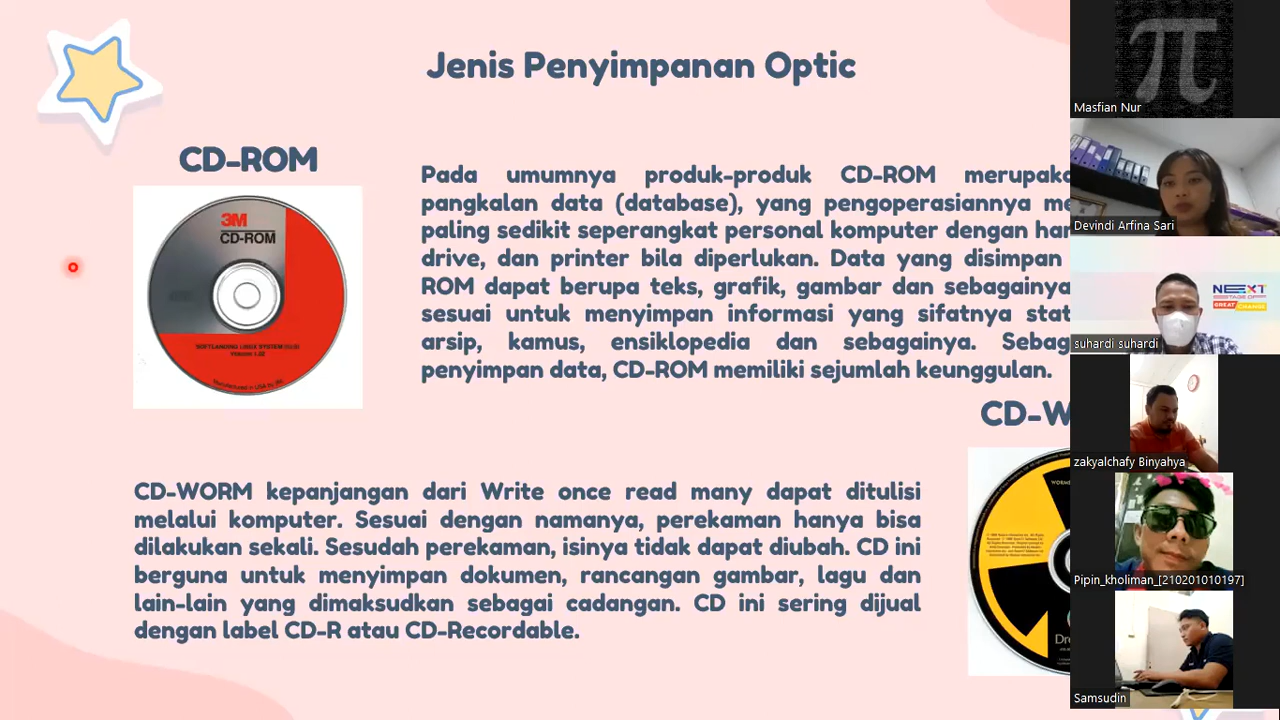 Jenis Penyimpanan Optic
CD-ROM
3M
CD-ROM
SOFTLANDING LINUX SYSTEM
Pada umumnya produk-produk CD-ROM merupaka
pangkalan data (database), yang pengoperasiannya me
paling sedikit seperangkat personal komputer dengan har
drive, dan printer bila diperlukan. Data yang disimpan
ROM dapat berupa teks, grafik, gambar dan sebagainya
sesuai untuk menyimpan informasi yang sifatnya stat
arsip, kamus, ensiklopedia dan sebagainya. Sebag
penyimpan data, CD-ROM memiliki sejumlah keunggulan.
CD-W
CD-WORM kepanjangan dari Write once read many dapat ditulisi
melalui komputer. Sesuai dengan namanya, perekaman hanya bisa
dilakukan sekali. Sesudah perekaman, isinya tidak dapat diubah. CD ini
berguna untuk menyimpan dokumen, rancangan gambar, lagu dan
lain-lain yang dimaksudkan sebagai cadangan. CD ini sering dijual
dengan label CD-R atau CD-Recordable.
Masfian Nur
Devindi Arfina Sari
NEXT
GREAT CHANGE
suhardi suhardi
zakyalchafy Binyahya
Pipin_kholiman_[210201010197]
Samsudin